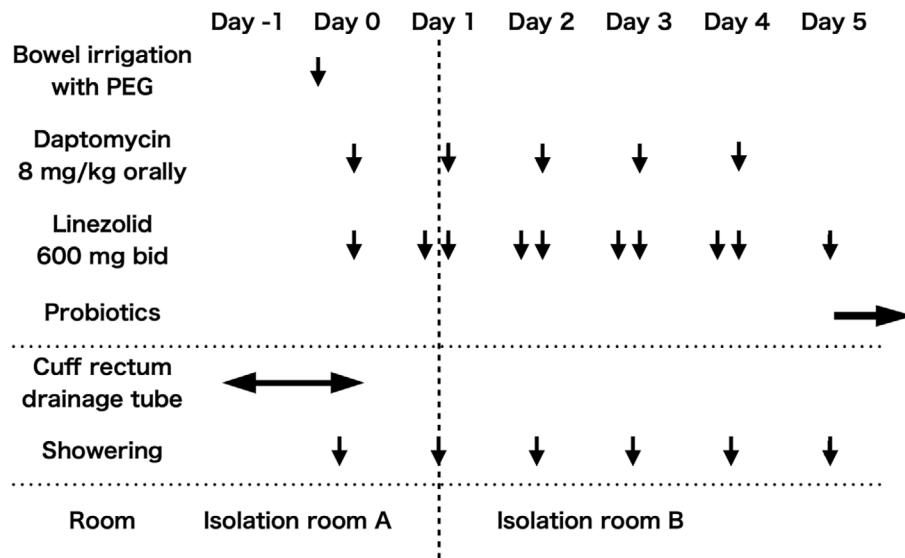 Day -1 Day 0 Day 1 Day 2 Day 3 Day 4 Day 5
Bowel irrigation
with PEG
Daptomycin
8 mg/kg orally
Linezolid
600 mg bid
Probiotics
Cuff rectum
drainage tube
Showering
Room Isolation room A Isolation room B